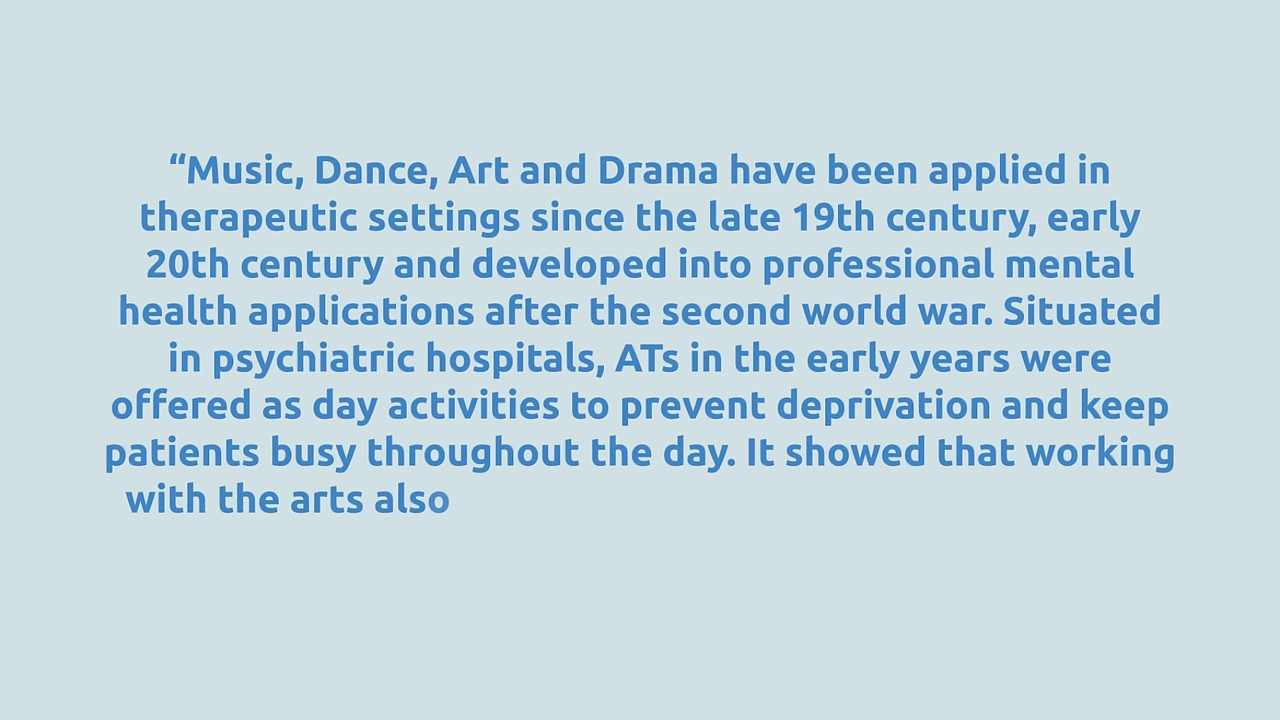 “Music, Dance, Art and Drama have been applied in
therapeutic settings since the late 19th century, early
20th century and developed into professional mental
health applications after the second world war. Situated
in psychiatric hospitals, ATs in the early years were
offered as day activities to prevent deprivation and keep
patients busy throughout the day. It showed that working
with the arts also